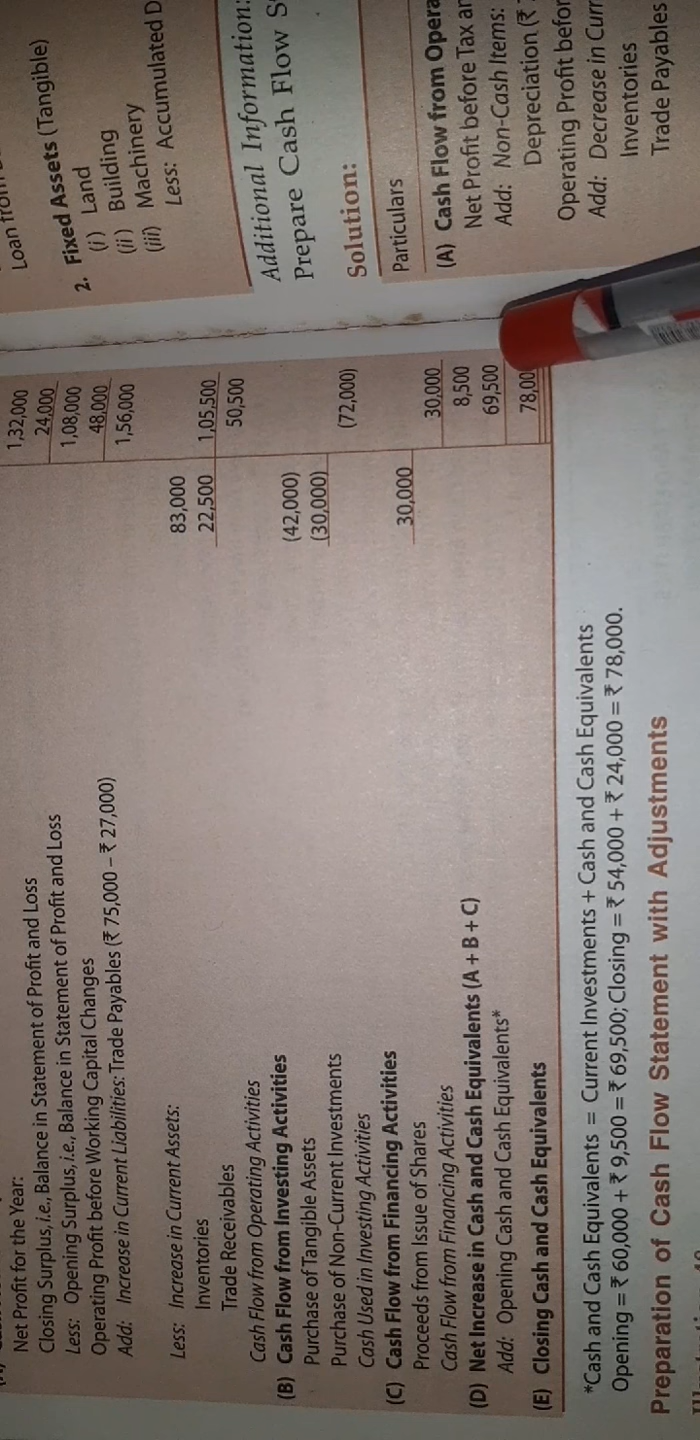 Net Profit for the Year:
Closing Surplus, i.e., Balance in Statement of Profit and Loss 1,32,000
Less: Opening Surplus, i.e., Balance in Statement of Profit and Loss 24,000
Operating Profit before Working Capital Changes 1,08,000
Add: Increase in Current Liabilities: Trade Payables (₹ 75,000 – ₹ 27,000) 48,000
1,56,000
Less: Increase in Current Assets:
Inventories 83,000
Trade Receivables 22,500 1,05,500
Cash Flow from Operating Activities 50,500
(B) Cash Flow from Investing Activities
Purchase of Tangible Assets (42,000)
Purchase of Non-Current Investments (30,000)
Cash Used in Investing Activities (72,000)
(C) Cash Flow from Financing Activities
Proceeds from Issue of Shares 30,000
Cash Flow from Financing Activities 30,000
(D) Net Increase in Cash and Cash Equivalents (A + B + C) 8,500
Add: Opening Cash and Cash Equivalents* 69,500
(E) Closing Cash and Cash Equivalents 78,00
*Cash and Cash Equivalents = Current Investments + Cash and Cash Equivalents
Opening = ₹ 60,000 + ₹ 9,500 = ₹ 69,500; Closing = ₹ 54,000 + ₹ 24,000 = ₹ 78,000.
Preparation of Cash Flow Statement with Adjustments
Loan
2. Fixed Assets (Tangible)
(i) Land
(ii) Building
(iii) Machinery
Less: Accumulated D
Additional Information:
Prepare Cash Flow S
Solution:
Particulars
(A) Cash Flow from Opera
Net Profit before Tax an
Add: Non-Cash Items:
Depreciation (₹
Operating Profit befor
Add: Decrease in Curr
Inventories
Trade Payables